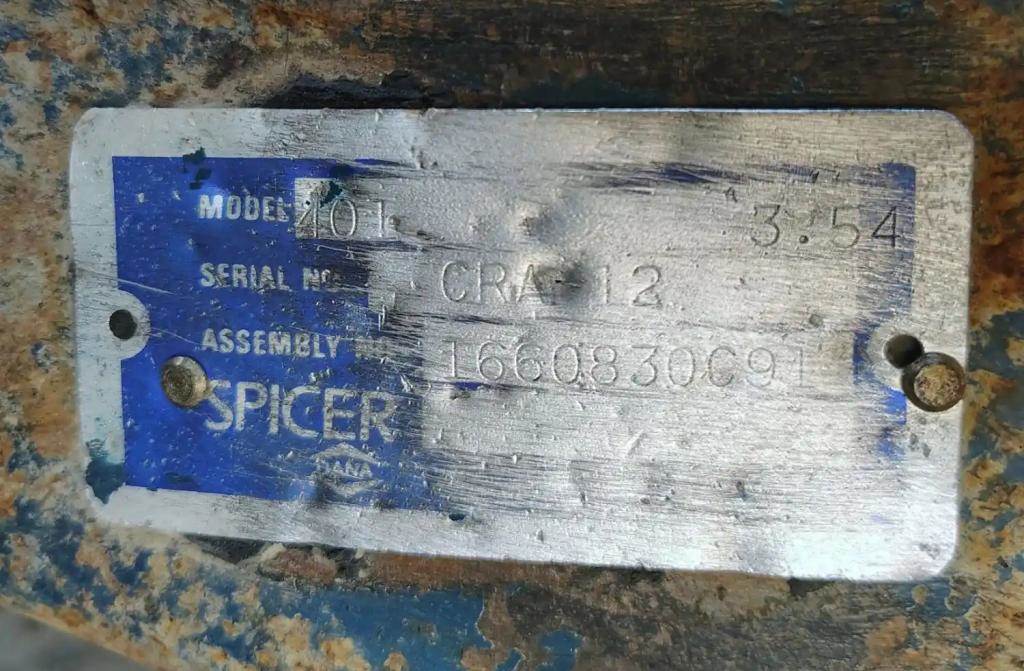 MODEL 401 3.54
SERIAL NO. CRA 12
ASSEMBLY NO. 1660830C91
SPICER
DANA